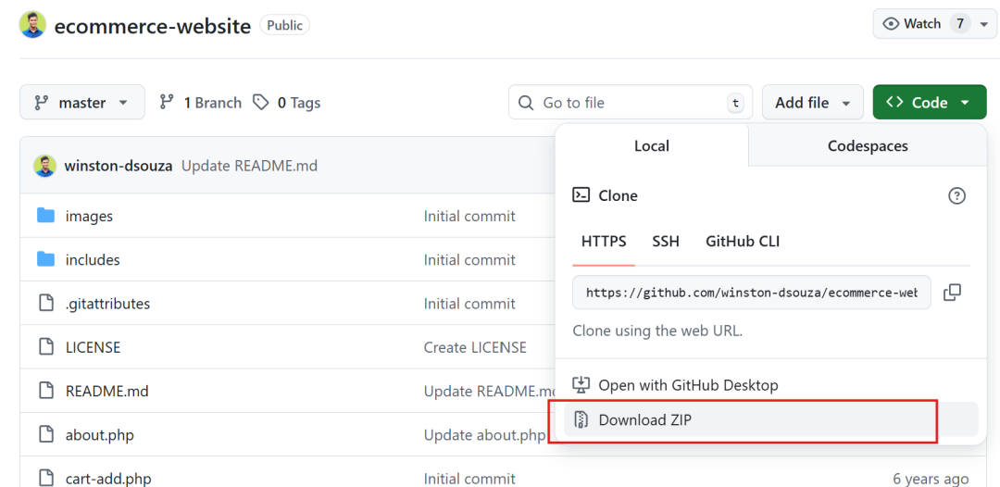 ecommerce-website Public
Watch 7
master 1 Branch 0 Tags
Go to file t
Add file
Code
winston-dsouza Update README.md
images Initial commit
includes Initial commit
.gitattributes Initial commit
LICENSE Create LICENSE
README.md Update README.m
about.php Update about.php
cart-add.php Initial commit 6 years ago
Local Codespaces
Clone
HTTPS SSH GitHub CLI
https://github.com/winston-dsouza/ecommerce-web
Clone using the web URL.
Open with GitHub Desktop
Download ZIP